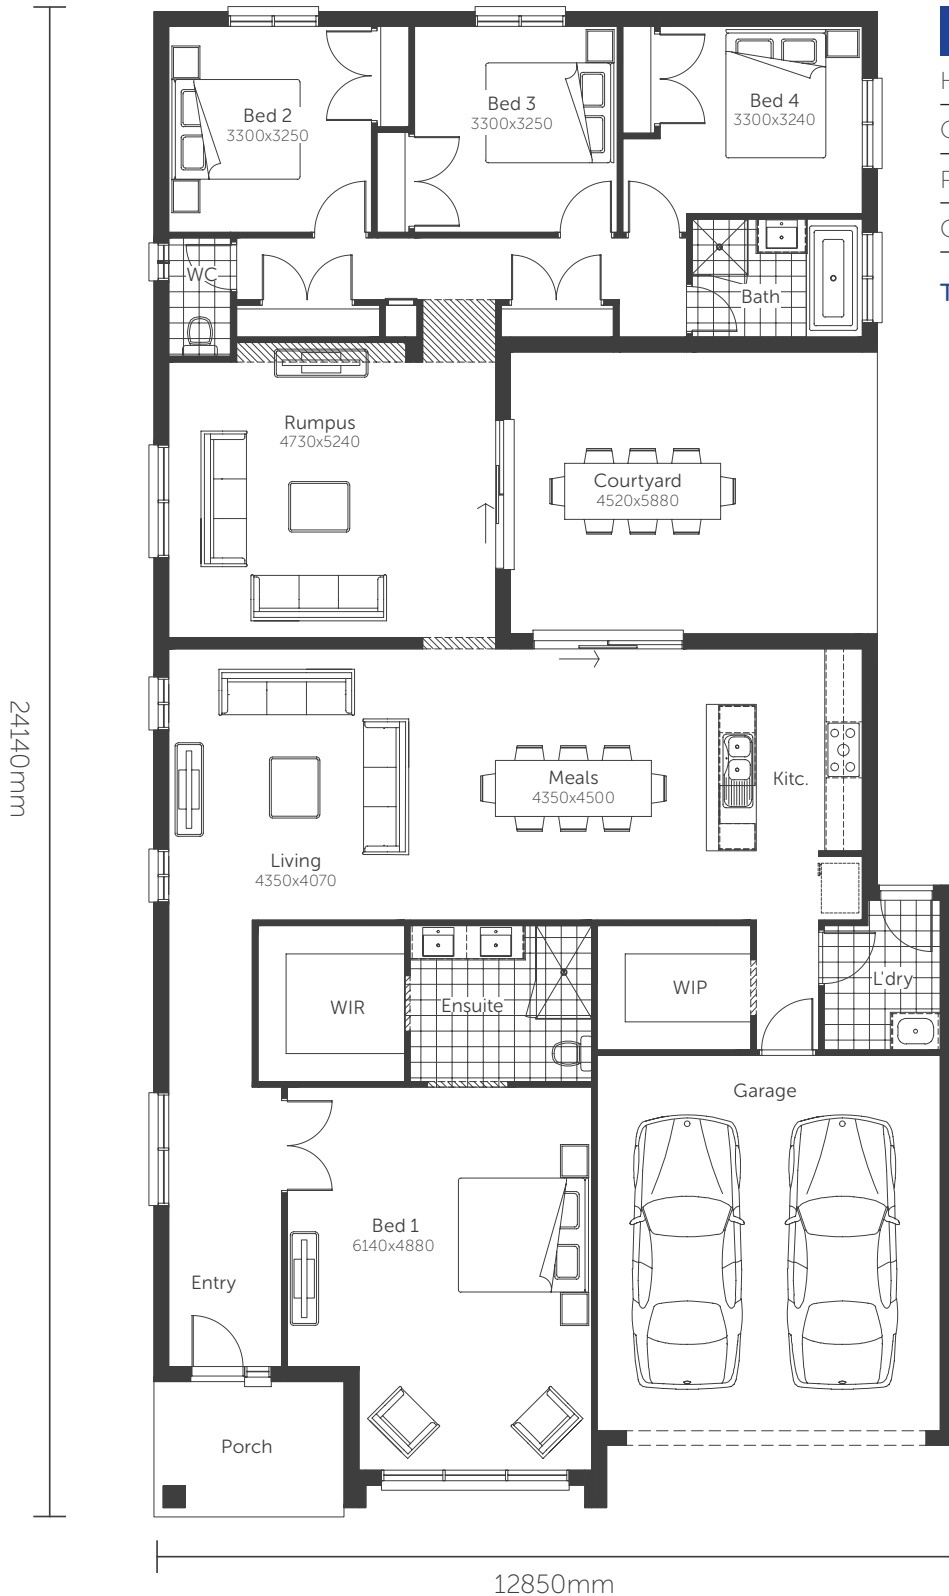 Bed 2
3300x3250
Bed 3
3300x3250
Bed 4
3300x3240
WC
Bath
Rumpus
4730x5240
Courtyard
4520x5880
24140mm
Meals
4350x4500
Kitc.
Living
4350x4070
WIR
Ensuite
WIP
L'dry
Garage
Bed 1
6140x4880
Entry
Porch
12850mm